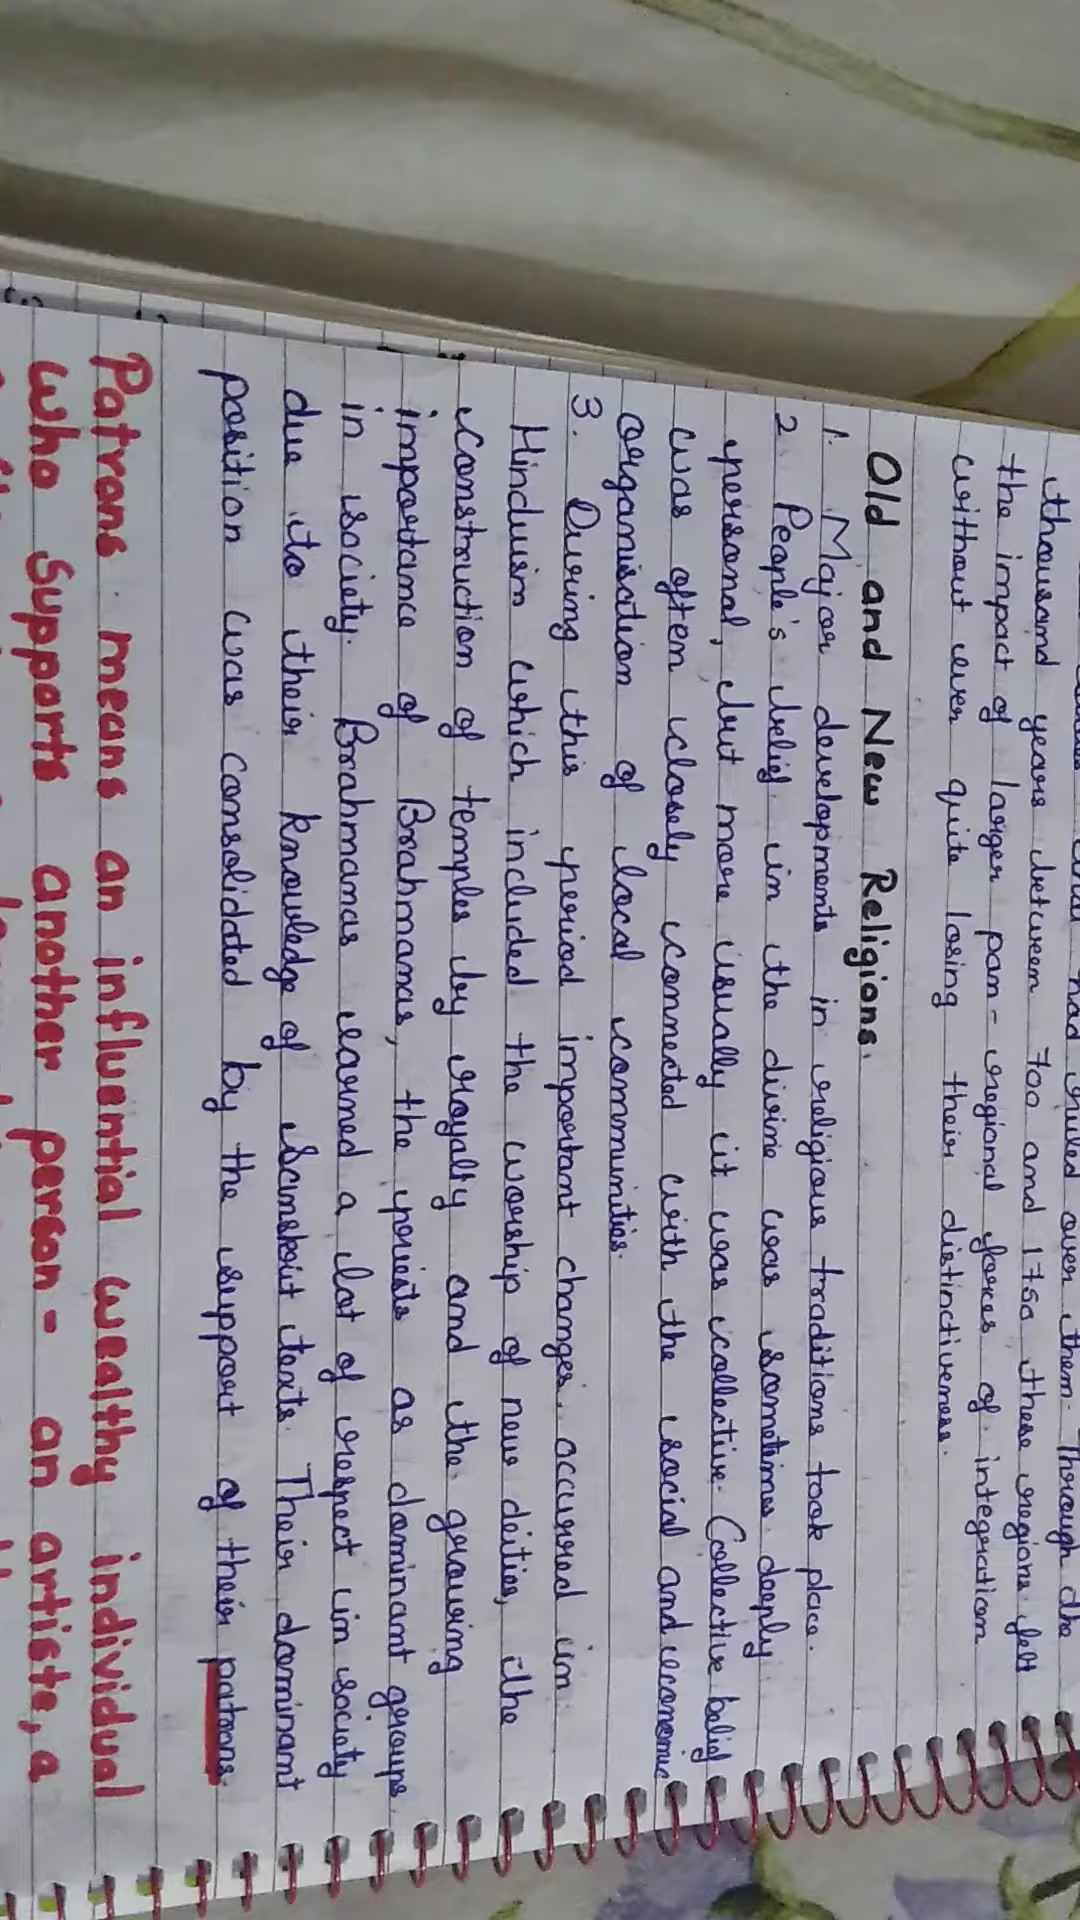 had ruled over them. Thorough the
thousand years between 700 and 1750 these regions felt
the impact of larger pan-regional forces of integration
without ever quite losing their distinctiveness.
Old and New Religions.
1. Major developments in religious traditions took place.
2. People's belief in the divine was sometimes deeply
personal, but more usually it was collective. Collective belief
was often closely connected with the social and economic
organisation of local communities.
3. During this period important changes occured in
Hinduism which included the worship of new deities, the
construction of temples by royalty and the growing
importance of Brahmanas, the priests as dominant groups
in society. Brahmanas earned a lot of respect in society
due to their knowledge of Sanskrit texts. Their dominant
position was consolidated by the support of their patrons.
Patrons means an influential wealthy individual
who supports another person- an artiste, a